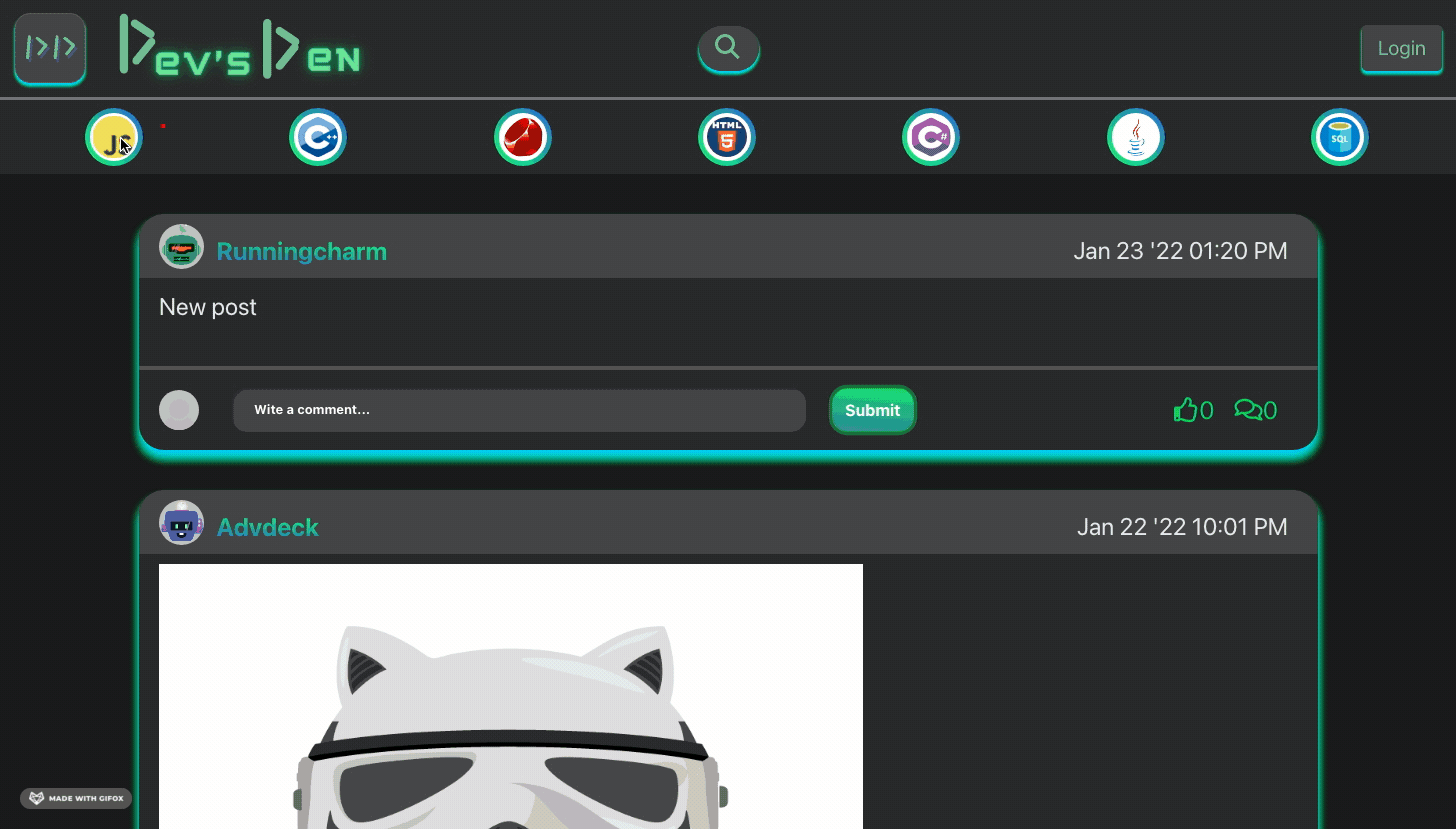 |>|>
|>ev's |>en
Login
JS
C++
HTML
5
C#
SQL
Runningcharm
Jan 23 '22 01:20 PM
New post
Wite a comment...
Submit
0
0
Advdeck
Jan 22 '22 10:01 PM
MADE WITH GIFOX